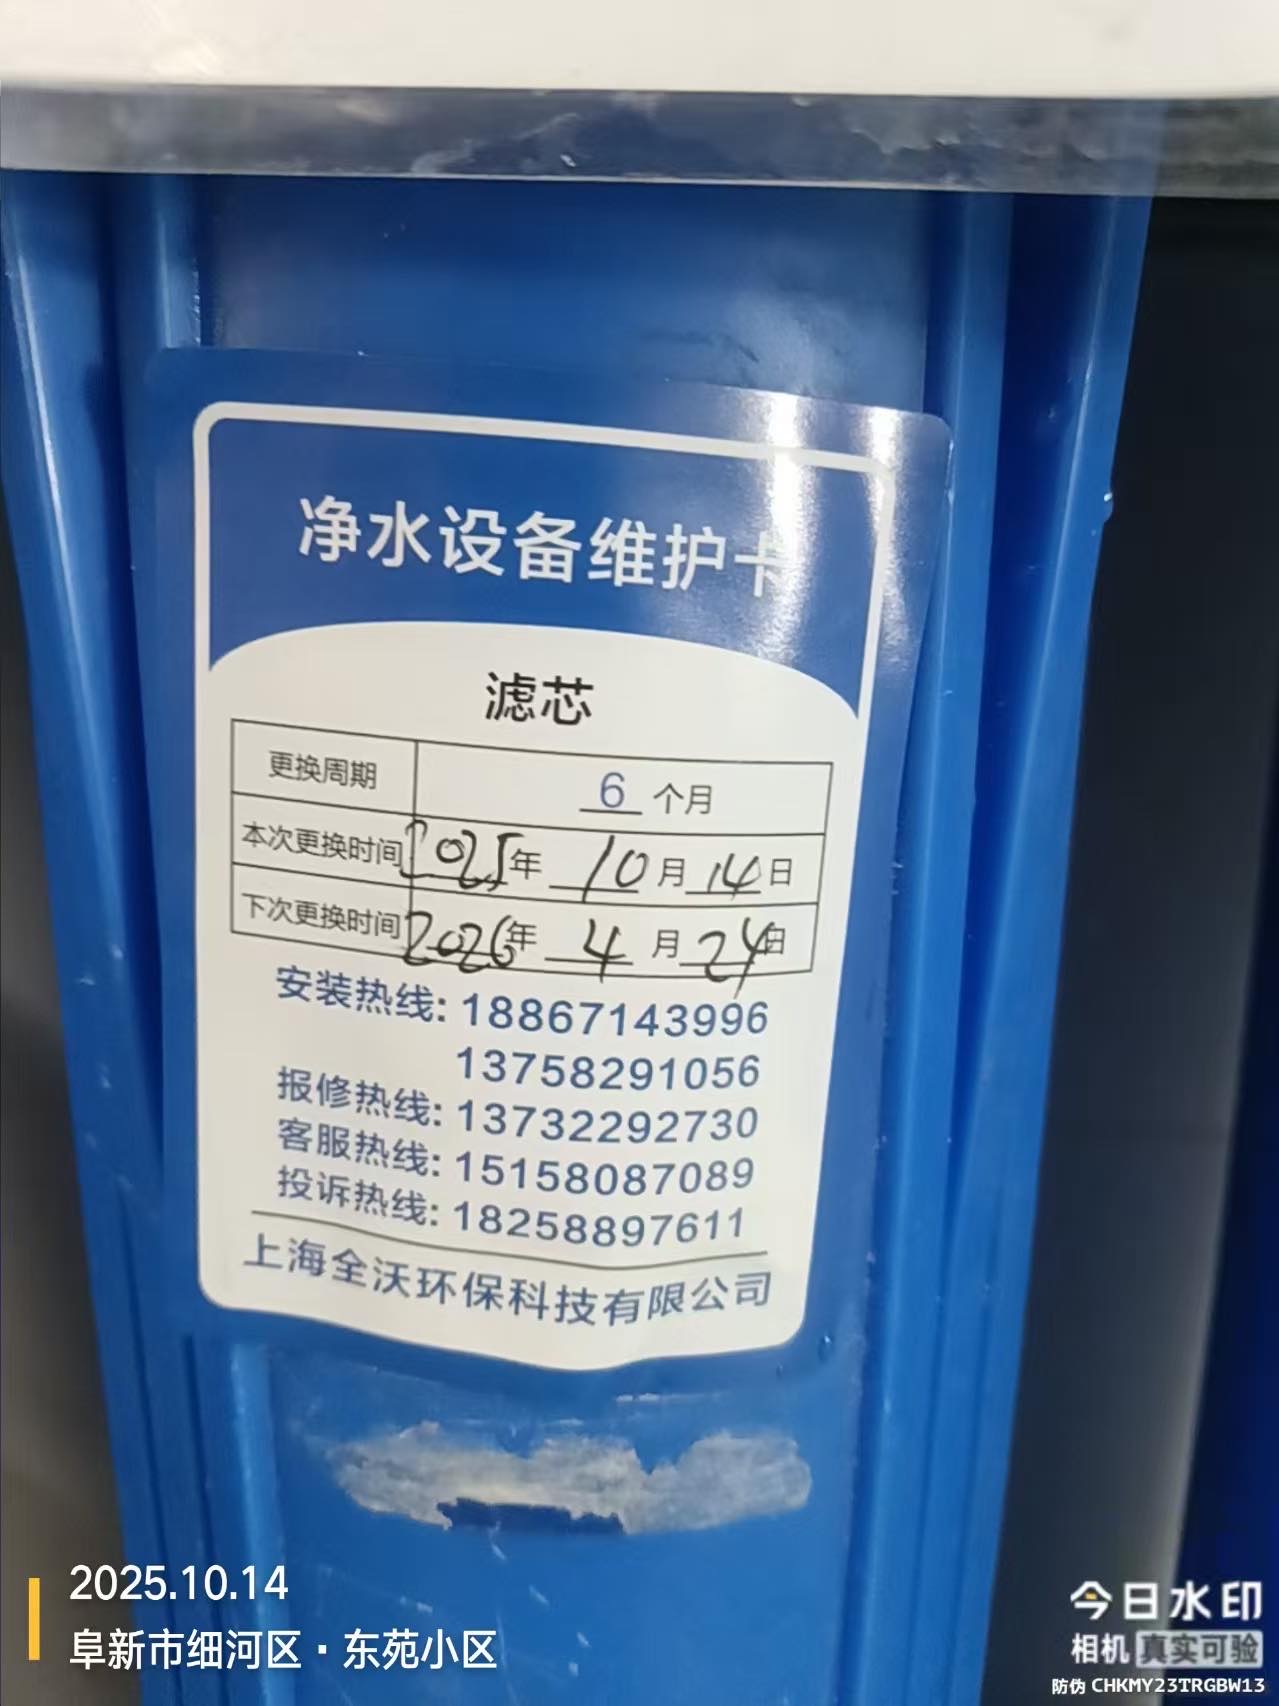 净水设备维护卡
滤芯
更换周期 6 个月
本次更换时间 2025年 10 月 14 日
下次更换时间 2026年 4 月 24日
安装热线: 18867143996
13758291056
报修热线: 13732292730
客服热线: 15158087089
投诉热线: 18258897611
上海全沃环保科技有限公司
2025.10.14
阜新市细河区·东苑小区
今日水印
相机 真实可验
防伪 CHKMY23TRGBW13